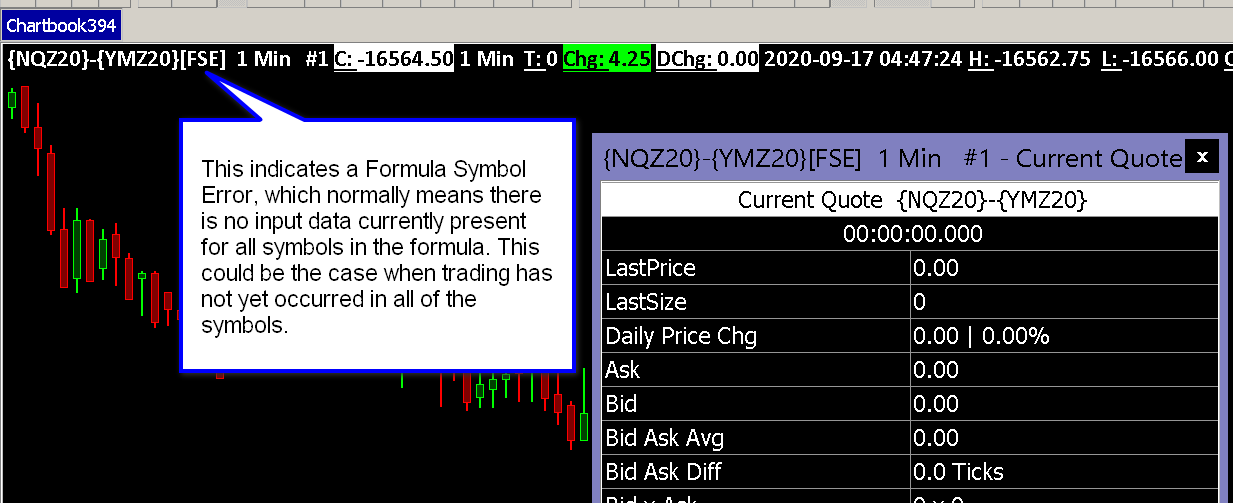 Chartbook394
{NQZ20}-{YMZ20}[FSE] 1 Min #1 C: -16564.50 1 Min T: 0 Chg: 4.25 DChg: 0.00 2020-09-17 04:47:24 H: -16562.75 L: -16566.00
This indicates a Formula Symbol
Error, which normally means there
is no input data currently present
for all symbols in the formula. This
could be the case when trading has
not yet occurred in all of the
symbols.
{NQZ20}-{YMZ20}[FSE] 1 Min #1 - Current Quote x
Current Quote {NQZ20}-{YMZ20}
00:00:00.000
LastPrice 0.00
LastSize 0
Daily Price Chg 0.00 | 0.00%
Ask 0.00
Bid 0.00
Bid Ask Avg 0.00
Bid Ask Diff 0.0 Ticks
Bid x Ask 0 x 0